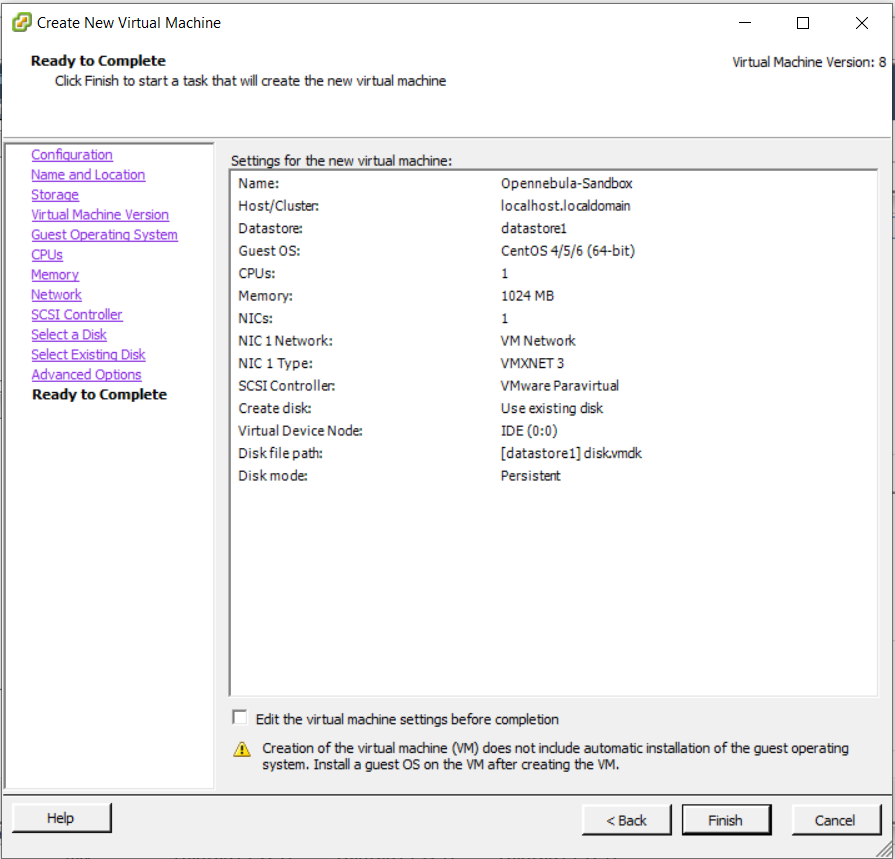 Create New Virtual Machine
Ready to Complete
Click Finish to start a task that will create the new virtual machine
Virtual Machine Version: 8
Configuration
Name and Location
Storage
Virtual Machine Version
Guest Operating System
CPUs
Memory
Network
SCSI Controller
Select a Disk
Select Existing Disk
Advanced Options
Ready to Complete
Settings for the new virtual machine:
Name: Opennebula-Sandbox
Host/Cluster: localhost.localdomain
Datastore: datastore1
Guest OS: CentOS 4/5/6 (64-bit)
CPUs: 1
Memory: 1024 MB
NICs: 1
NIC 1 Network: VM Network
NIC 1 Type: VMXNET 3
SCSI Controller: VMware Paravirtual
Create disk: Use existing disk
Virtual Device Node: IDE (0:0)
Disk file path: [datastore1] disk.vmdk
Disk mode: Persistent
Edit the virtual machine settings before completion
Creation of the virtual machine (VM) does not include automatic installation of the guest operating
system. Install a guest OS on the VM after creating the VM.
Help
< Back
Finish
Cancel